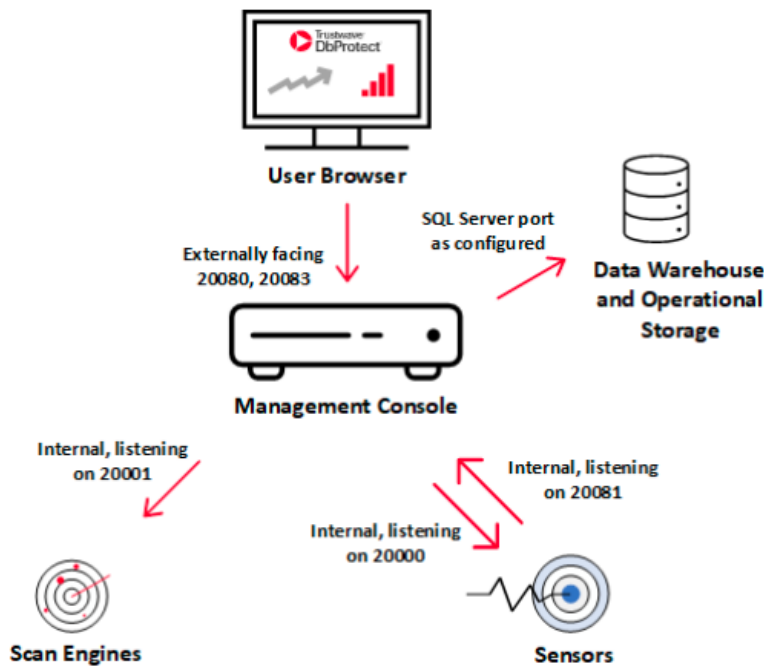 Trustwave
DbProtect
User Browser
SQL Server port
as configured
Externally facing
20080, 20083
Data Warehouse
and Operational
Storage
Management Console
Internal, listening
on 20001
Internal, listening
on 20081
Internal, listening
on 20000
Scan Engines
Sensors